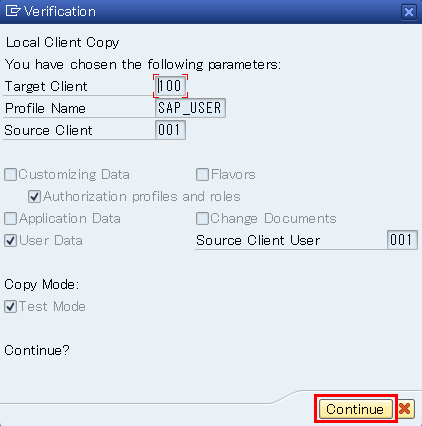 Verification
Local Client Copy
You have chosen the following parameters:
Target Client 100
Profile Name SAP_USER
Source Client 001
Customizing Data Flavors
Authorization profiles and roles
Application Data Change Documents
User Data Source Client User 001
Copy Mode:
Test Mode
Continue?
Continue